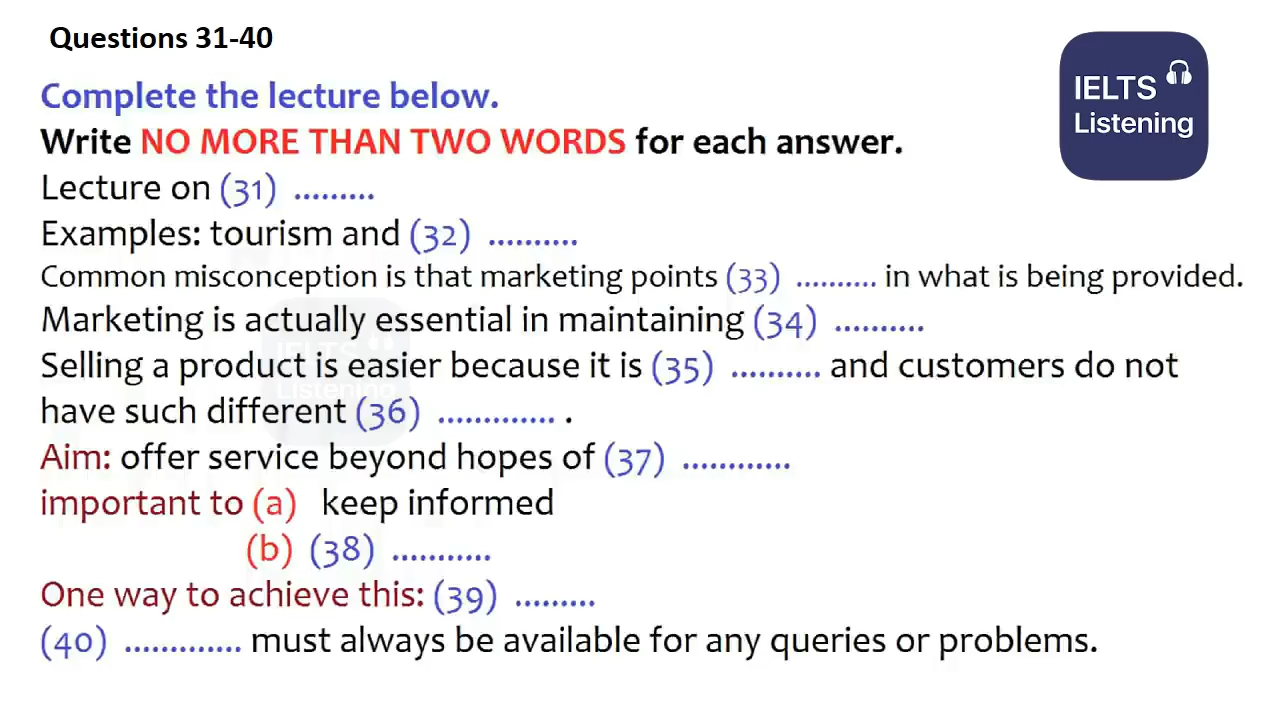 Questions 31-40
IELTS
Listening
Complete the lecture below.
Write NO MORE THAN TWO WORDS for each answer.
Lecture on (31) .........
Examples: tourism and (32) ..........
Common misconception is that marketing points (33) .......... in what is being provided.
Marketing is actually essential in maintaining (34) ..........
Selling a product is easier because it is (35) .......... and customers do not
have such different (36) ............. .
IELTS
Listening
Aim: offer service beyond hopes of (37) ............
important to (a) keep informed
(b) (38) ...........
One way to achieve this: (39) .........
(40) ............. must always be available for any queries or problems.